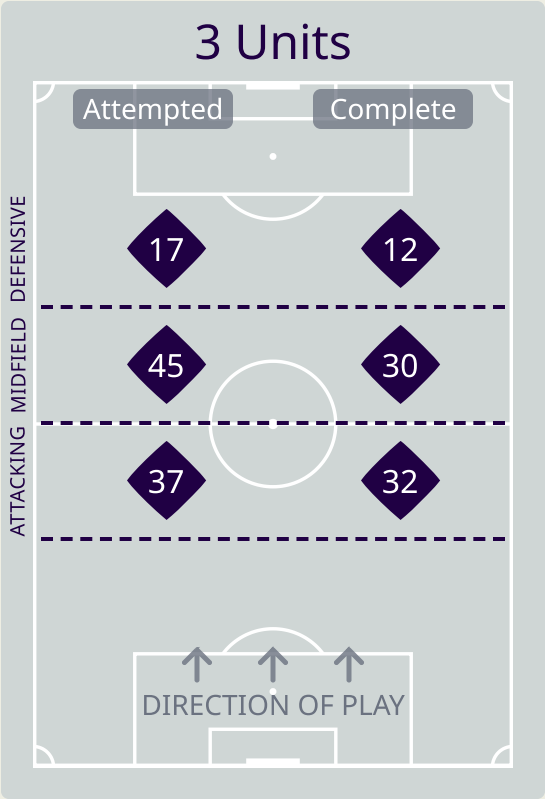 3 Units
Attempted Complete
DEFENSIVE
17 12
MIDFIELD
45 30
ATTACKING
37 32
DIRECTION OF PLAY